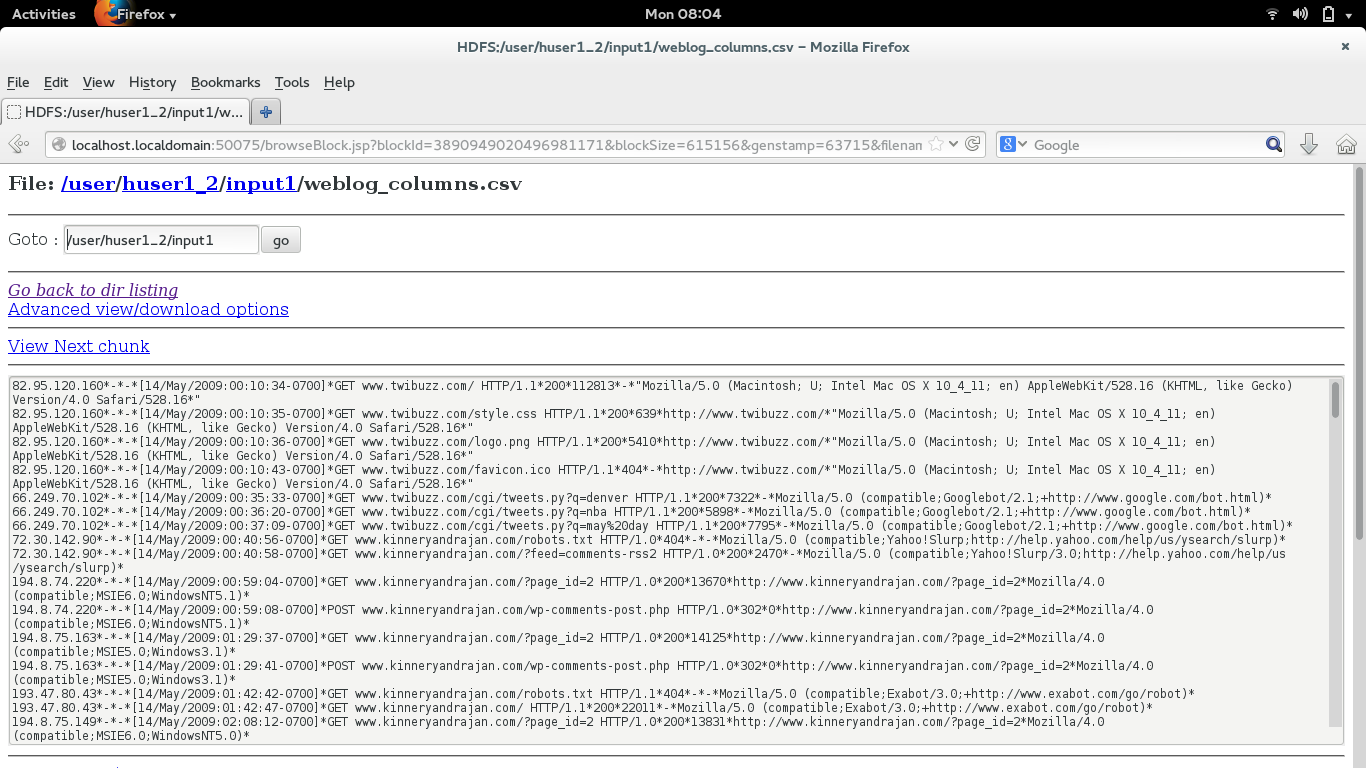 Activities Firefox Mon 08:04
HDFS:/user/huser1_2/input1/weblog_columns.csv - Mozilla Firefox ×
File Edit View History Bookmarks Tools Help
HDFS:/user/huser1_2/input1/w...
localhost.localdomain:50075/browseBlock.jsp?blockId=3890949020496981171&blockSize=615156&genstamp=63715&filenam Google
File: /user/huser1_2/input1/weblog_columns.csv
Goto : /user/huser1_2/input1 go
Go back to dir listing
Advanced view/download options
View Next chunk
82.95.120.160*-*-*[14/May/2009:00:10:34-0700]*GET www.twibuzz.com/ HTTP/1.1*200*112813*-*"Mozilla/5.0 (Macintosh; U; Intel Mac OS X 10_4_11; en) AppleWebKit/528.16 (KHTML, like Gecko)
Version/4.0 Safari/528.16*"
82.95.120.160*-*-*[14/May/2009:00:10:35-0700]*GET www.twibuzz.com/style.css HTTP/1.1*200*639*http://www.twibuzz.com/*"Mozilla/5.0 (Macintosh; U; Intel Mac OS X 10_4_11; en)
AppleWebKit/528.16 (KHTML, like Gecko) Version/4.0 Safari/528.16*"
82.95.120.160*-*-*[14/May/2009:00:10:36-0700]*GET www.twibuzz.com/logo.png HTTP/1.1*200*5410*http://www.twibuzz.com/*"Mozilla/5.0 (Macintosh; U; Intel Mac OS X 10_4_11; en)
AppleWebKit/528.16 (KHTML, like Gecko) Version/4.0 Safari/528.16*"
82.95.120.160*-*-*[14/May/2009:00:10:43-0700]*GET www.twibuzz.com/favicon.ico HTTP/1.1*404*-*http://www.twibuzz.com/*"Mozilla/5.0 (Macintosh; U; Intel Mac OS X 10_4_11; en)
AppleWebKit/528.16 (KHTML, like Gecko) Version/4.0 Safari/528.16*"
66.249.70.102*-*-*[14/May/2009:00:35:33-0700]*GET www.twibuzz.com/cgi/tweets.py?q=denver HTTP/1.1*200*7322*-*Mozilla/5.0 (compatible;Googlebot/2.1;+http://www.google.com/bot.html)*
66.249.70.102*-*-*[14/May/2009:00:36:20-0700]*GET www.twibuzz.com/cgi/tweets.py?q=nba HTTP/1.1*200*5898*-*Mozilla/5.0 (compatible;Googlebot/2.1;+http://www.google.com/bot.html)*
66.249.70.102*-*-*[14/May/2009:00:37:09-0700]*GET www.twibuzz.com/cgi/tweets.py?q=may%20day HTTP/1.1*200*7795*-*Mozilla/5.0 (compatible;Googlebot/2.1;+http://www.google.com/bot.html)*
72.30.142.90*-*-*[14/May/2009:00:40:56-0700]*GET www.kinneryandrajan.com/robots.txt HTTP/1.0*404*-*-*Mozilla/5.0 (compatible;Yahoo!Slurp;http://help.yahoo.com/help/us/ysearch/slurp)*
72.30.142.90*-*-*[14/May/2009:00:40:58-0700]*GET www.kinneryandrajan.com/?feed=comments-rss2 HTTP/1.0*200*2470*-*Mozilla/5.0 (compatible;Yahoo!Slurp/3.0;http://help.yahoo.com/help/us
/ysearch/slurp)*
194.8.74.220*-*-*[14/May/2009:00:59:04-0700]*GET www.kinneryandrajan.com/?page_id=2 HTTP/1.0*200*13670*http://www.kinneryandrajan.com/?page_id=2*Mozilla/4.0
(compatible;MSIE6.0;WindowsNT5.1)*
194.8.74.220*-*-*[14/May/2009:00:59:08-0700]*POST www.kinneryandrajan.com/wp-comments-post.php HTTP/1.0*302*0*http://www.kinneryandrajan.com/?page_id=2*Mozilla/4.0
(compatible;MSIE6.0;WindowsNT5.1)*
194.8.75.163*-*-*[14/May/2009:01:29:37-0700]*GET www.kinneryandrajan.com/?page_id=2 HTTP/1.0*200*14125*http://www.kinneryandrajan.com/?page_id=2*Mozilla/4.0
(compatible;MSIE5.0;Windows3.1)*
194.8.75.163*-*-*[14/May/2009:01:29:41-0700]*POST www.kinneryandrajan.com/wp-comments-post.php HTTP/1.0*302*0*http://www.kinneryandrajan.com/?page_id=2*Mozilla/4.0
(compatible;MSIE5.0;Windows3.1)*
193.47.80.43*-*-*[14/May/2009:01:42:42-0700]*GET www.kinneryandrajan.com/robots.txt HTTP/1.1*404*-*-*Mozilla/5.0 (compatible;Exabot/3.0;+http://www.exabot.com/go/robot)*
193.47.80.43*-*-*[14/May/2009:01:42:47-0700]*GET www.kinneryandrajan.com/ HTTP/1.1*200*22011*-*Mozilla/5.0 (compatible;Exabot/3.0;+http://www.exabot.com/go/robot)*
194.8.75.149*-*-*[14/May/2009:02:08:12-0700]*GET www.kinneryandrajan.com/?page_id=2 HTTP/1.0*200*13831*http://www.kinneryandrajan.com/?page_id=2*Mozilla/4.0
(compatible;MSIE6.0;WindowsNT5.0)*